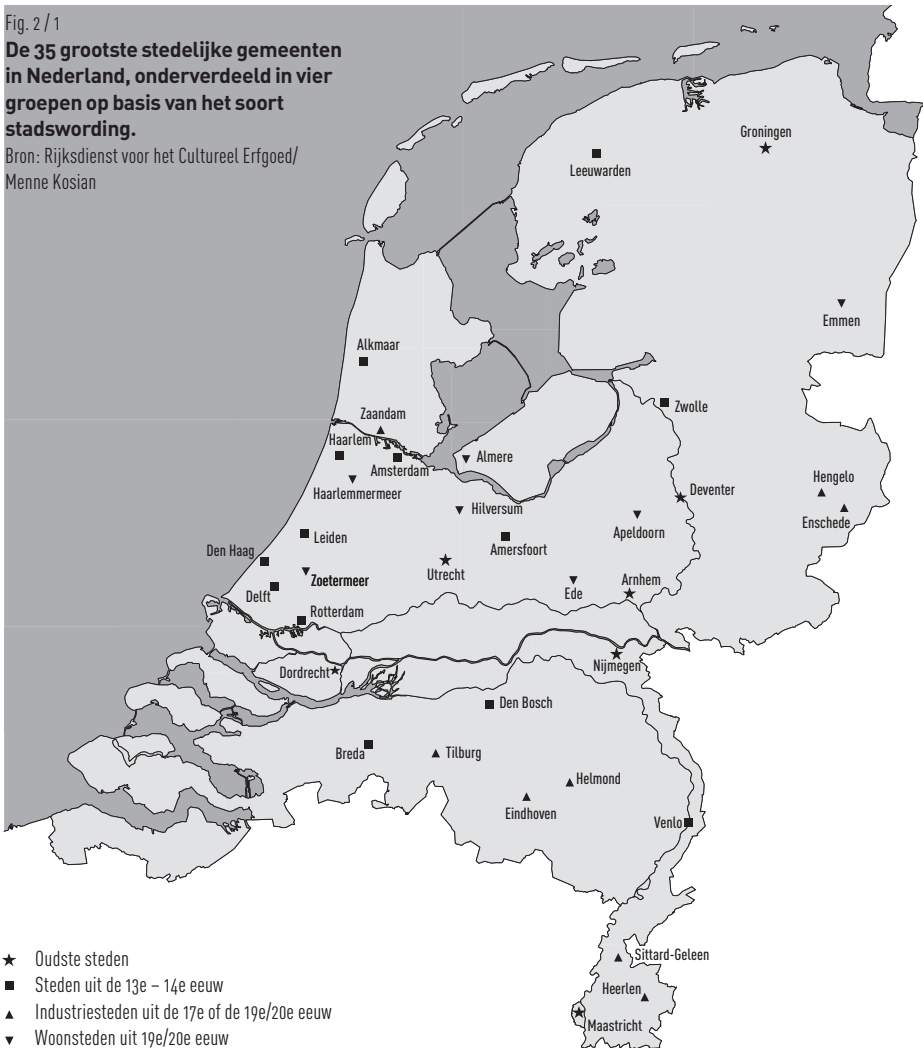 Fig. 2 / 1
De 35 grootste stedelijke gemeenten
in Nederland, onderverdeeld in vier
groepen op basis van het soort
stadswording.
Bron: Rijksdienst voor het Cultureel Erfgoed/
Menne Kosian
Groningen
Leeuwarden
Emmen
Alkmaar
Zaandam
Zwolle
Haarlem
Amsterdam
Almere
Haarlemmermeer
Hengelo
Deventer
Hilversum
Enschede
Apeldoorn
Leiden
Amersfoort
Den Haag
Utrecht
Zoetermeer
Ede
Arnhem
Delft
Rotterdam
Nijmegen
Dordrecht
Den Bosch
Breda
Tilburg
Helmond
Eindhoven
Venlo
Sittard-Geleen
Heerlen
Maastricht
Oudste steden
Steden uit de 13e – 14e eeuw
Industriesteden uit de 17e of de 19e/20e eeuw
Woonsteden uit 19e/20e eeuw